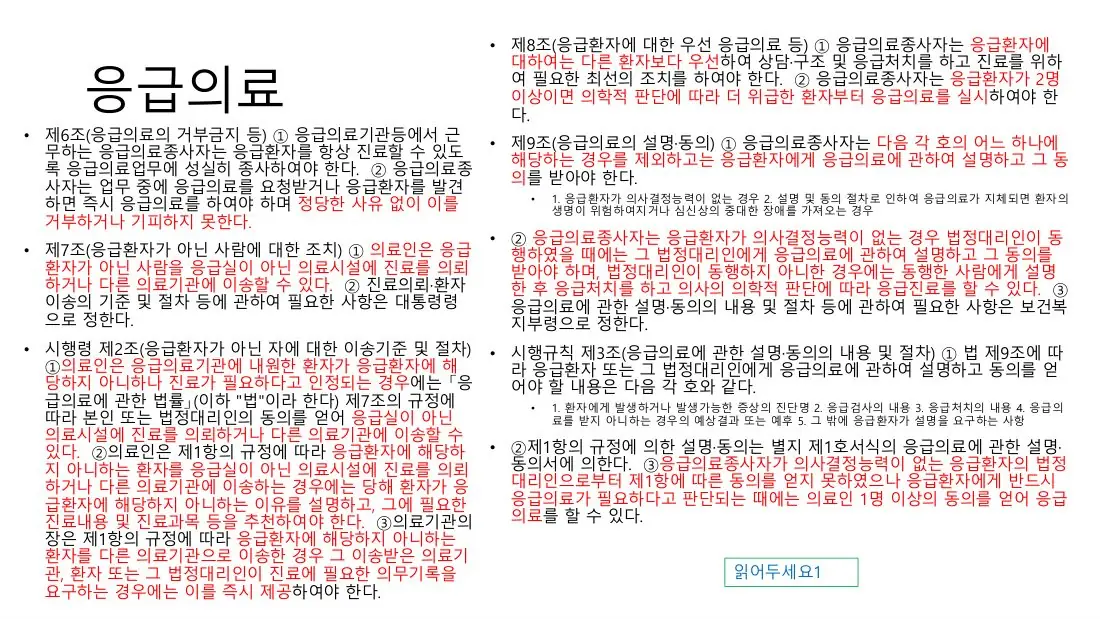 응급의료
• 제6조(응급의료의 거부금지 등) ① 응급의료기관등에서 근
무하는 응급의료종사자는 응급환자를 항상 진료할 수 있도
록 응급의료업무에 성실히 종사하여야 한다. ② 응급의료종
사자는 업무 중에 응급의료를 요청받거나 응급환자를 발견
하면 즉시 응급의료를 하여야 하며 정당한 사유 없이 이를
거부하거나 기피하지 못한다.
• 제7조(응급환자가 아닌 사람에 대한 조치) ① 의료인은 응급
환자가 아닌 사람을 응급실이 아닌 의료시설에 진료를 의뢰
하거나 다른 의료기관에 이송할 수 있다. ② 진료의뢰·환자
이송의 기준 및 절차 등에 관하여 필요한 사항은 대통령령
으로 정한다.
• 시행령 제2조(응급환자가 아닌 자에 대한 이송기준 및 절차)
①의료인은 응급의료기관에 내원한 환자가 응급환자에 해
당하지 아니하나 진료가 필요하다고 인정되는 경우에는 「응
급의료에 관한 법률」(이하 "법"이라 한다) 제7조의 규정에
따라 본인 또는 법정대리인의 동의를 얻어 응급실이 아닌
의료시설에 진료를 의뢰하거나 다른 의료기관에 이송할 수
있다. ②의료인은 제1항의 규정에 따라 응급환자에 해당하
지 아니하는 환자를 응급실이 아닌 의료시설에 진료를 의뢰
하거나 다른 의료기관에 이송하는 경우에는 당해 환자가 응
급환자에 해당하지 아니하는 이유를 설명하고, 그에 필요한
진료내용 및 진료과목 등을 추천하여야 한다. ③의료기관의
장은 제1항의 규정에 따라 응급환자에 해당하지 아니하는
환자를 다른 의료기관으로 이송한 경우 그 이송받은 의료기
관, 환자 또는 그 법정대리인이 진료에 필요한 의무기록을
요구하는 경우에는 이를 즉시 제공하여야 한다.
• 제8조(응급환자에 대한 우선 응급의료 등) ① 응급의료종사자는 응급환자에
대하여는 다른 환자보다 우선하여 상담·구조 및 응급처치를 하고 진료를 위하
여 필요한 최선의 조치를 하여야 한다. ② 응급의료종사자는 응급환자가 2명
이상이면 의학적 판단에 따라 더 위급한 환자부터 응급의료를 실시하여야 한
다.
• 제9조(응급의료의 설명·동의) ① 응급의료종사자는 다음 각 호의 어느 하나에
해당하는 경우를 제외하고는 응급환자에게 응급의료에 관하여 설명하고 그 동
의를 받아야 한다.
• 1. 응급환자가 의사결정능력이 없는 경우 2. 설명 및 동의 절차로 인하여 응급의료가 지체되면 환자의
생명이 위험하여지거나 심신상의 중대한 장애를 가져오는 경우
• ② 응급의료종사자는 응급환자가 의사결정능력이 없는 경우 법정대리인이 동
행하였을 때에는 그 법정대리인에게 응급의료에 관하여 설명하고 그 동의를
받아야 하며, 법정대리인이 동행하지 아니한 경우에는 동행한 사람에게 설명
한 후 응급처치를 하고 의사의 의학적 판단에 따라 응급진료를 할 수 있다. ③
응급의료에 관한 설명·동의의 내용 및 절차 등에 관하여 필요한 사항은 보건복
지부령으로 정한다.
• 시행규칙 제3조(응급의료에 관한 설명·동의의 내용 및 절차) ① 법 제9조에 따
라 응급환자 또는 그 법정대리인에게 응급의료에 관하여 설명하고 동의를 얻
어야 할 내용은 다음 각 호와 같다.
• 1. 환자에게 발생하거나 발생가능한 증상의 진단명 2. 응급검사의 내용 3. 응급처치의 내용 4. 응급의
료를 받지 아니하는 경우의 예상결과 또는 예후 5. 그 밖에 응급환자가 설명을 요구하는 사항
• ②제1항의 규정에 의한 설명·동의는 별지 제1호서식의 응급의료에 관한 설명·
동의서에 의한다. ③응급의료종사자가 의사결정능력이 없는 응급환자의 법정
대리인으로부터 제1항에 따른 동의를 얻지 못하였으나 응급환자에게 반드시
응급의료가 필요하다고 판단되는 때에는 의료인 1명 이상의 동의를 얻어 응급
의료를 할 수 있다.
읽어두세요1